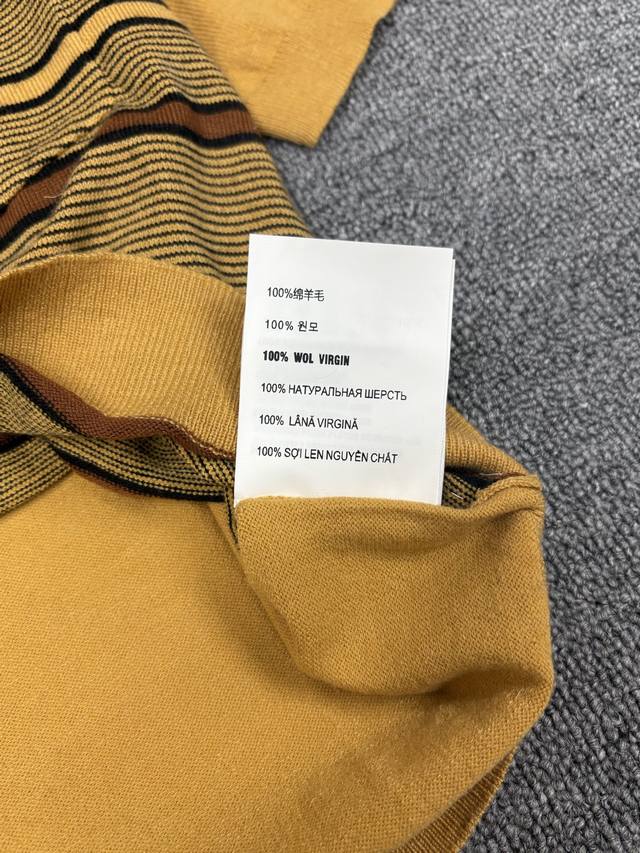 100%绵羊毛
100% 원모
100% WOL VIRGIN
100% НАТУРАЛЬНАЯ ШЕРСТЬ
100% LÂNĂ VIRGINĂ
100% SỢI LEN NGUYÊN CHẤT